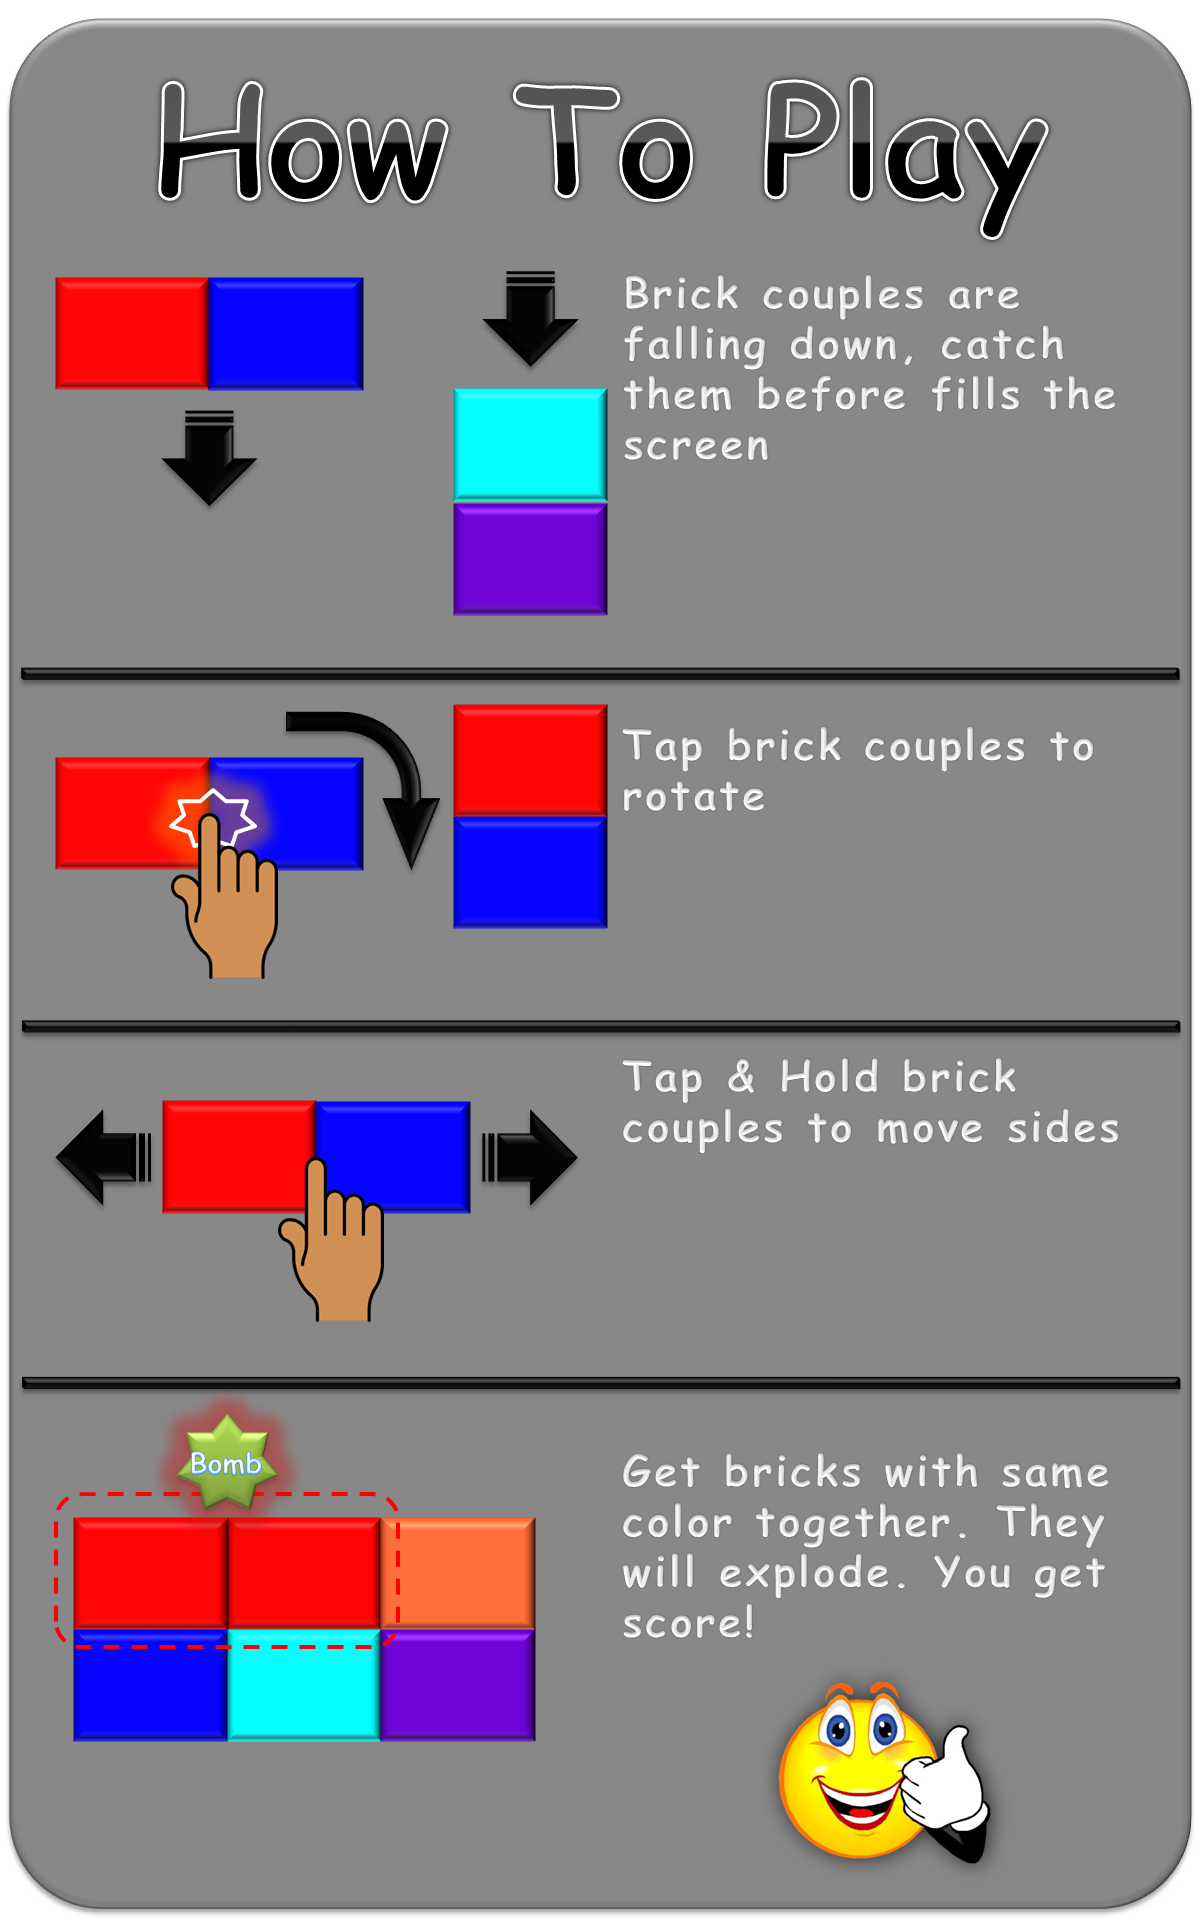 How To Play
Brick couples are
falling down, catch
them before fills the
screen
Tap brick couples to
rotate
Tap & Hold brick
couples to move sides
Bomb
Get bricks with same
color together. They
will explode. You get
score!